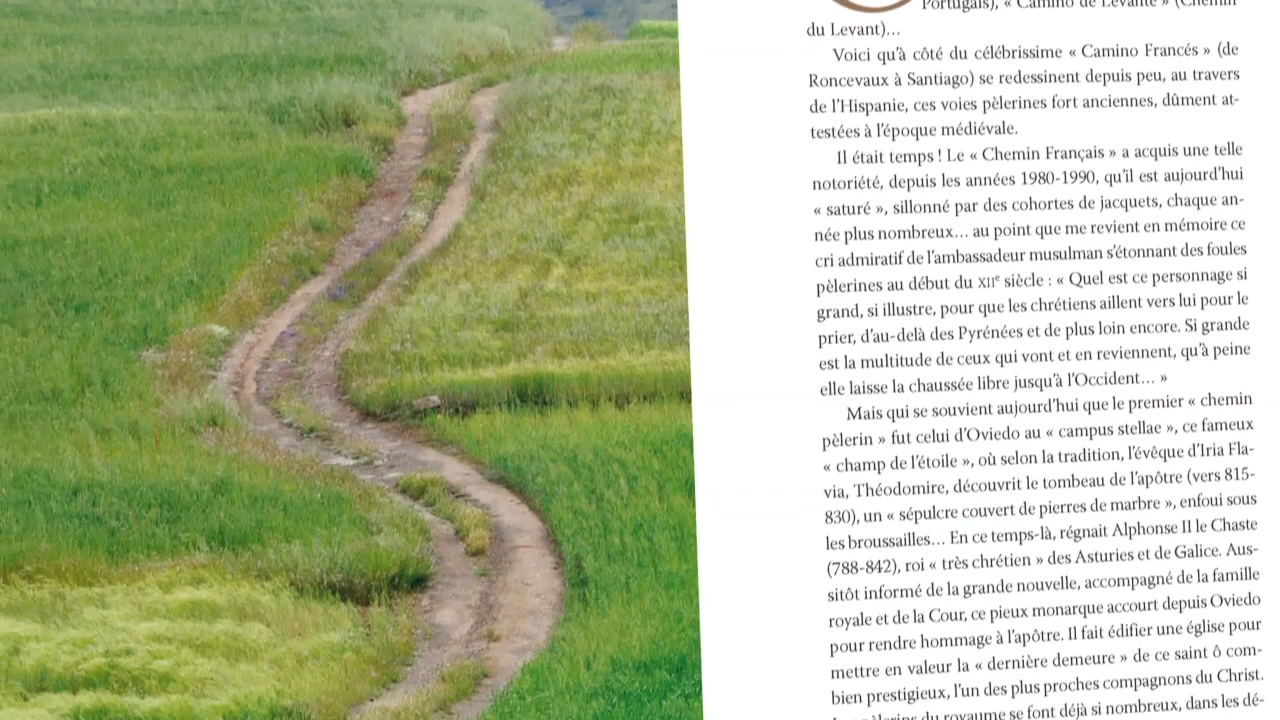 Portugais), « Camino de Levante » (Chemin
du Levant)…
Voici qu'à côté du célébrissime « Camino Francés » (de
Roncevaux à Santiago) se redessinent depuis peu, au travers
de l'Hispanie, ces voies pèlerines fort anciennes, dûment at-
testées à l'époque médiévale.
Il était temps ! Le « Chemin Français » a acquis une telle
notoriété, depuis les années 1980-1990, qu'il est aujourd'hui
« saturé », sillonné par des cohortes de jacquets, chaque an-
née plus nombreux… au point que me revient en mémoire ce
cri admiratif de l'ambassadeur musulman s'étonnant des foules
pèlerines au début du XIIe siècle : « Quel est ce personnage si
grand, si illustre, pour que les chrétiens aillent vers lui pour le
prier, d'au-delà des Pyrénées et de plus loin encore. Si grande
est la multitude de ceux qui vont et en reviennent, qu'à peine
elle laisse la chaussée libre jusqu'à l'Occident… »
Mais qui se souvient aujourd'hui que le premier « chemin
pèlerin » fut celui d'Oviedo au « campus stellae », ce fameux
« champ de l'étoile », où selon la tradition, l'évêque d'Iria Fla-
via, Théodomire, découvrit le tombeau de l'apôtre (vers 815-
830), un « sépulcre couvert de pierres de marbre », enfoui sous
les broussailles… En ce temps-là, régnait Alphonse II le Chaste
(788-842), roi « très chrétien » des Asturies et de Galice. Aus-
sitôt informé de la grande nouvelle, accompagné de la famille
royale et de la Cour, ce pieux monarque accourt depuis Oviedo
pour rendre hommage à l'apôtre. Il fait édifier une église pour
mettre en valeur la « dernière demeure » de ce saint ô com-
bien prestigieux, l'un des plus proches compagnons du Christ.
du royaume se font déjà si nombreux, dans les dé-